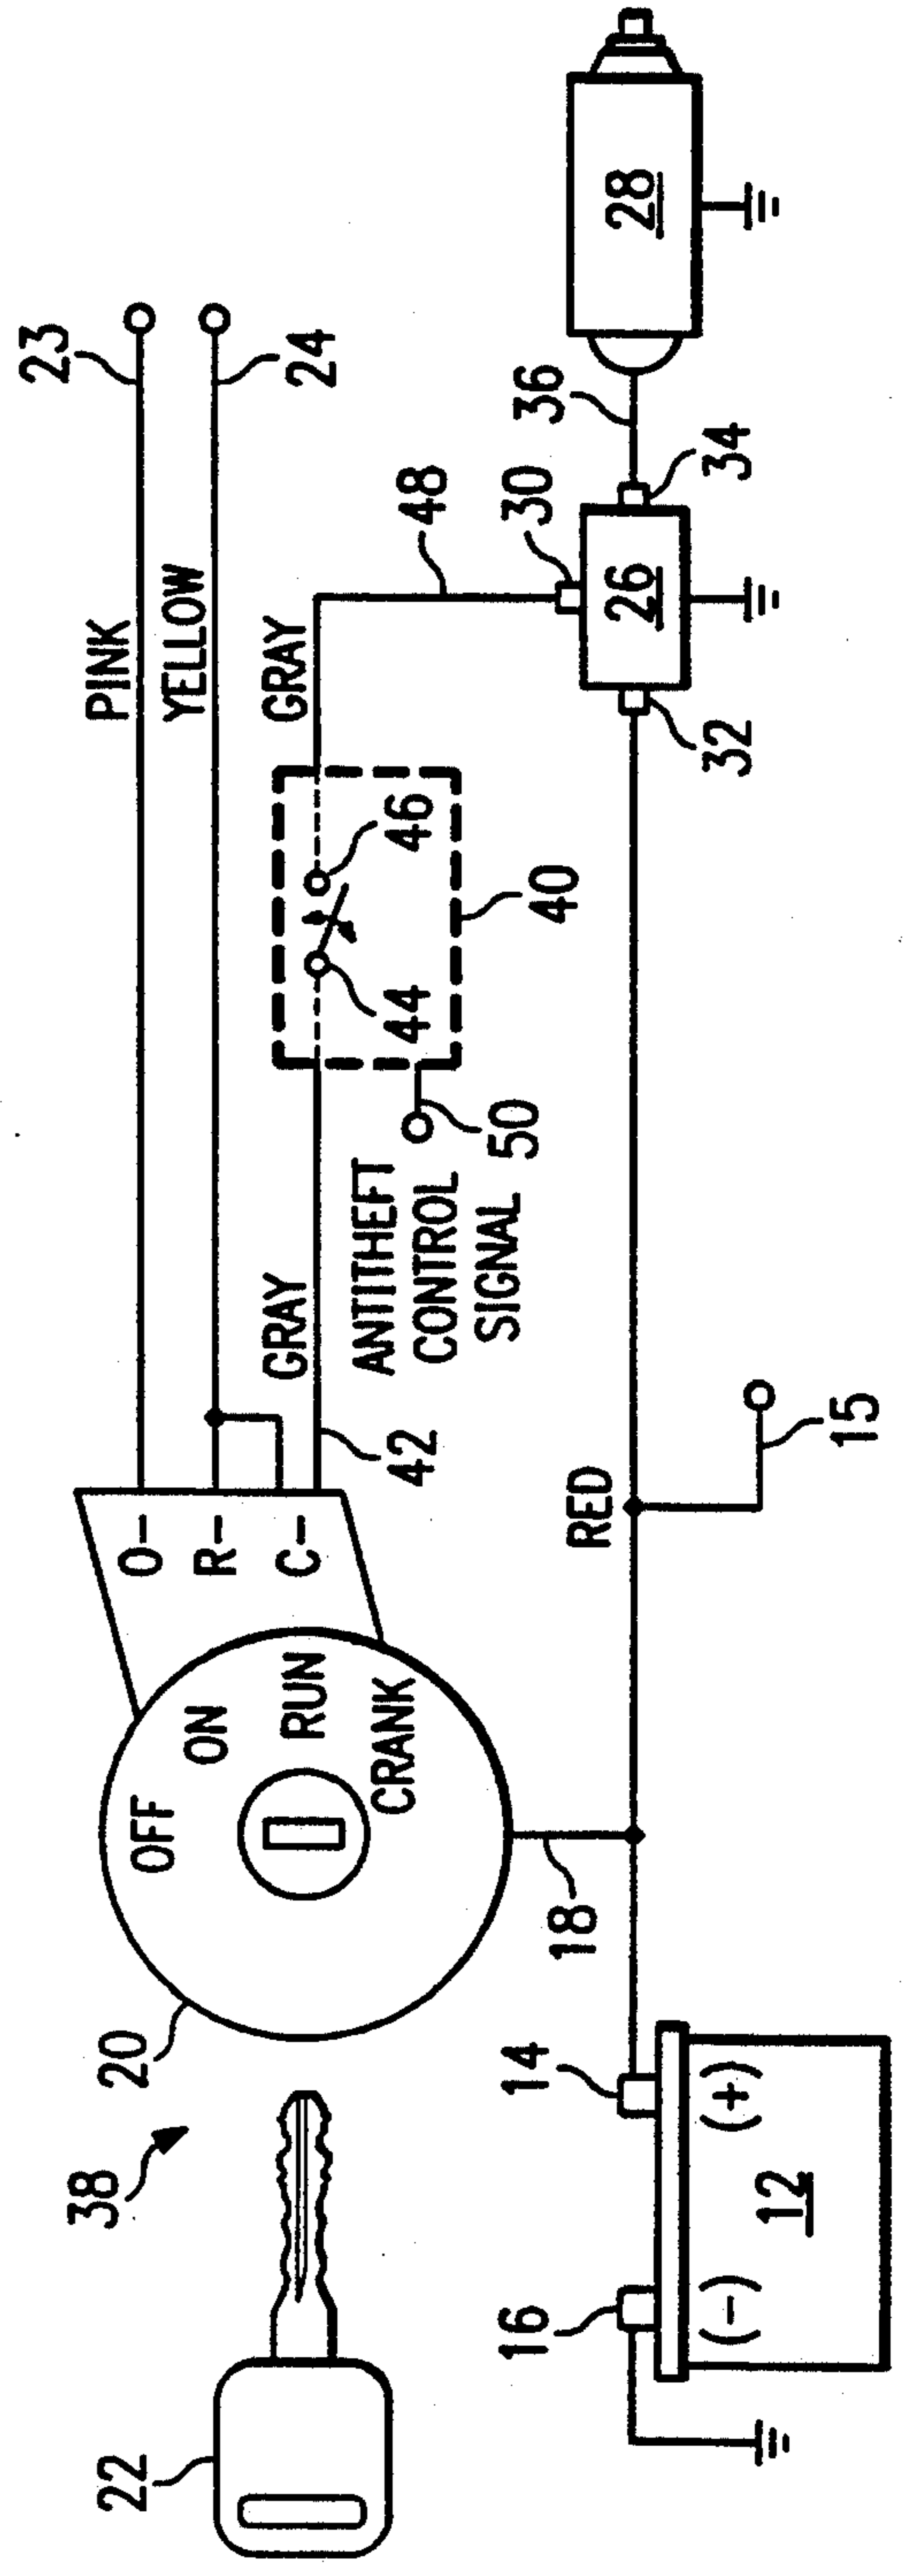 38
22
20
OFF
ON
RUN
CRANK
O-
R-
C-
PINK
23
YELLOW
24
GRAY
42
GRAY
48
44
46
40
ANTITHEFT
CONTROL
SIGNAL
50
30
36
28
26
32
34
RED
15
18
14
16
(-)
(+)
12